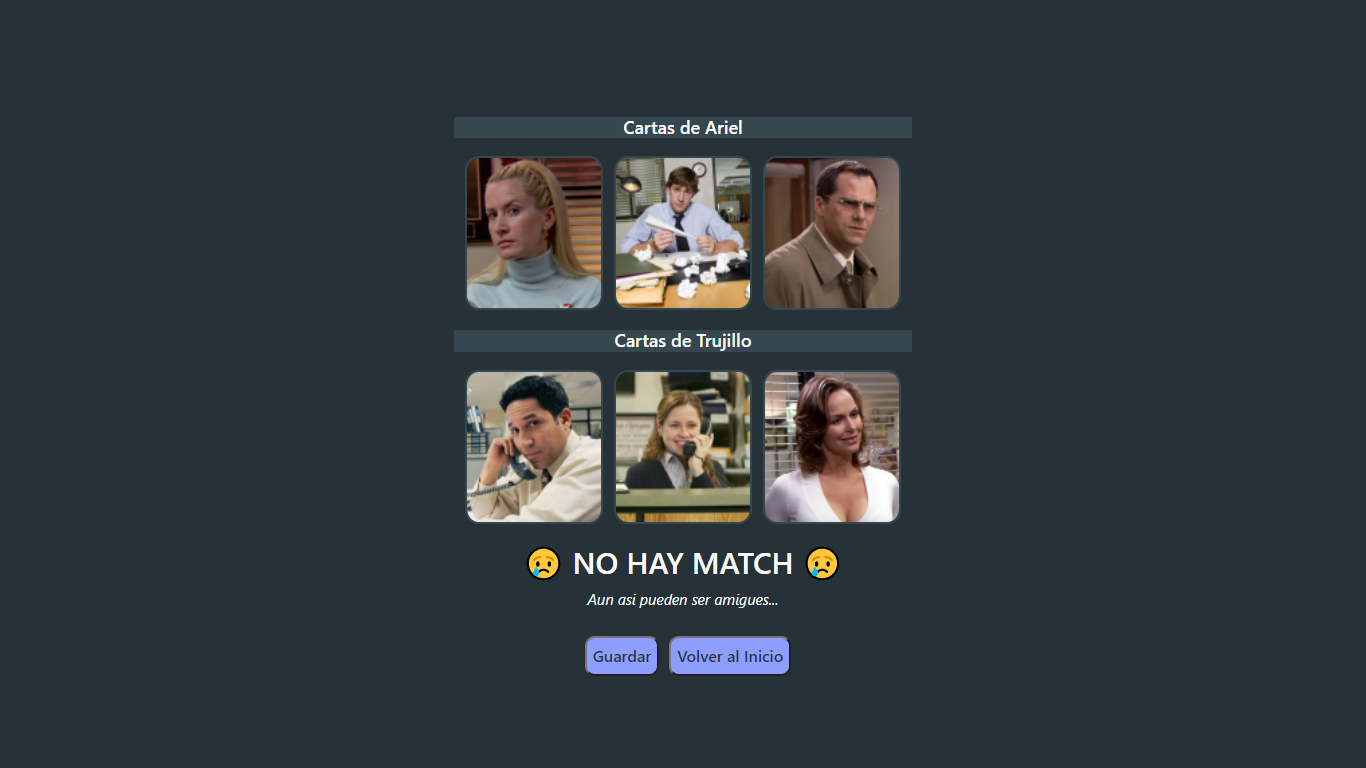 Cartas de Ariel
Cartas de Trujillo
😥 NO HAY MATCH 😥
Aun asi pueden ser amigues...
Guardar
Volver al Inicio